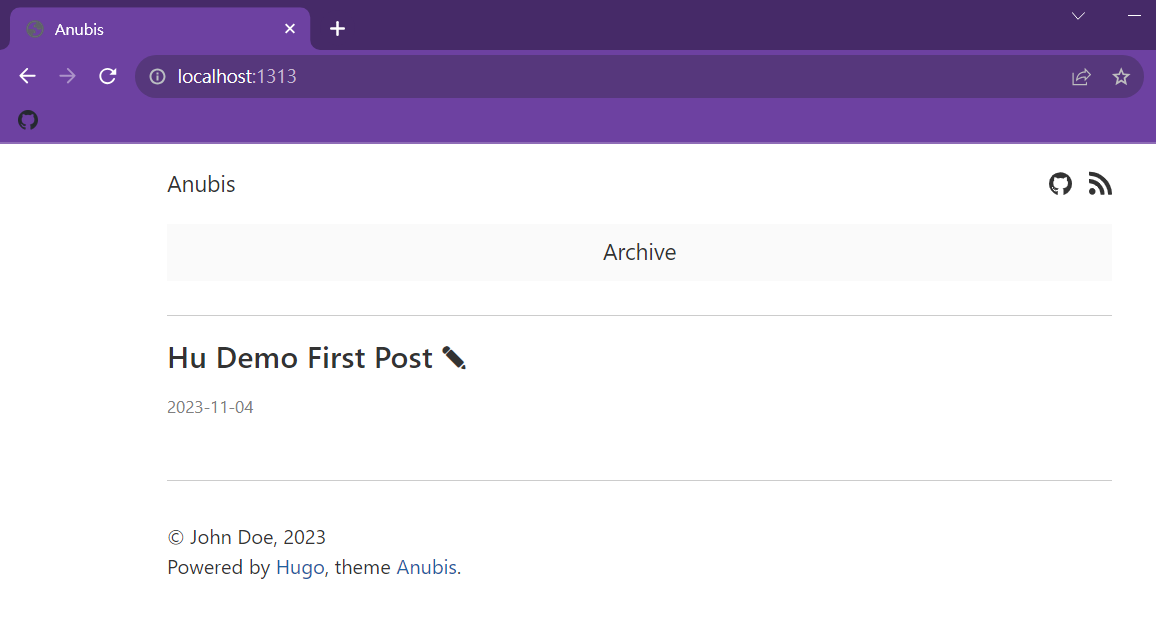 Anubis
localhost:1313
Anubis
Archive
Hu Demo First Post
2023-11-04
© John Doe, 2023
Powered by Hugo, theme Anubis.